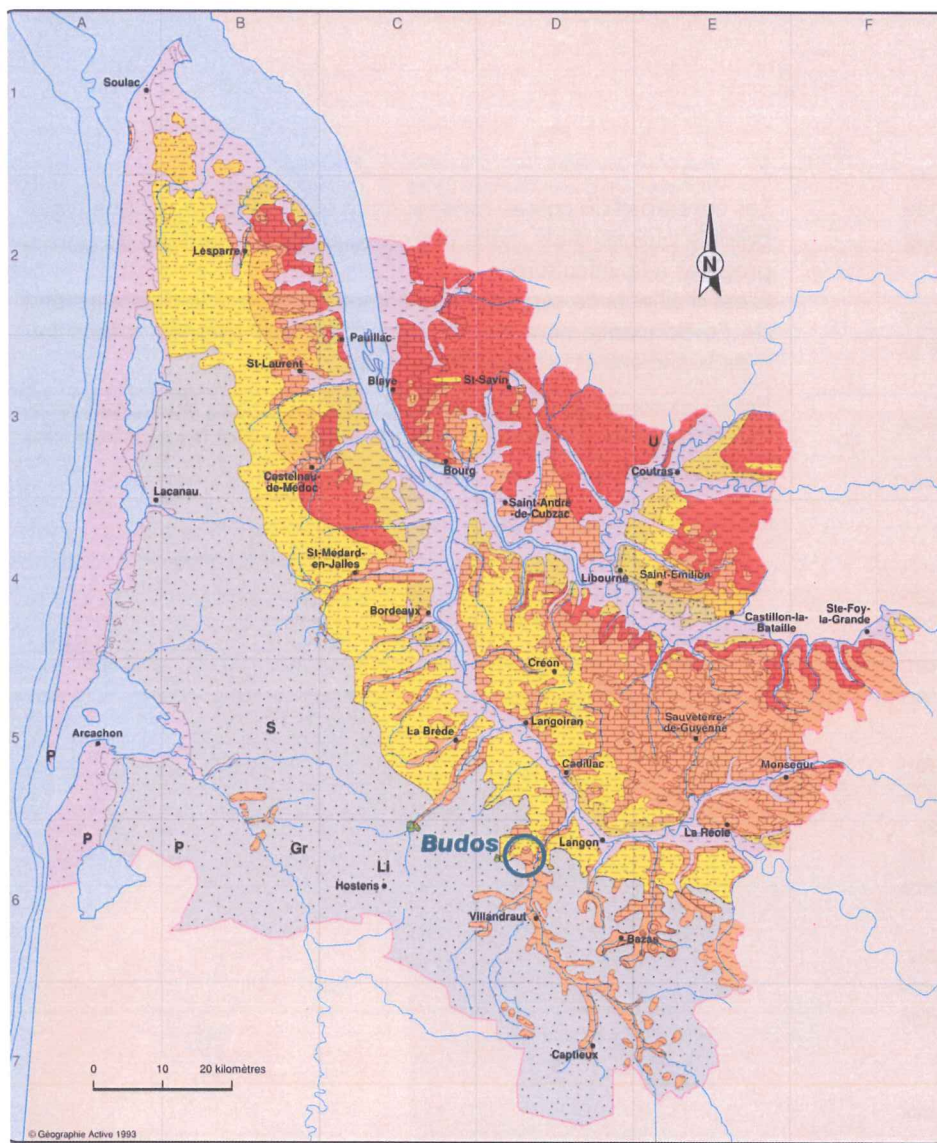 A B C D E F
1
Soulac
2
N
Lesparre
Pauillac
St-Laurent
Blaye
St-Savin
3
U
Bourg
Coutras
Castelnau-
de-Médoc
Lacanau
Saint-André
-de-Cubzac
St-Médard-
en-Jalles
4
Libourne
Saint-Emilion
Bordeaux
Castillon-la-
Bataille
Ste-Foy-
la-Grande
Créon
Langoiran
S
Sauveterre-
de-Guyenne
La Brède
5
Arcachon
P
Cadillac
Monségur
La Réole
P
P
Gr
Budos
Langon
Li
Hostens
6
Villandraut
Bazas
Captieux
7
0 10 20 kilomètres
© Géographie Active 1993